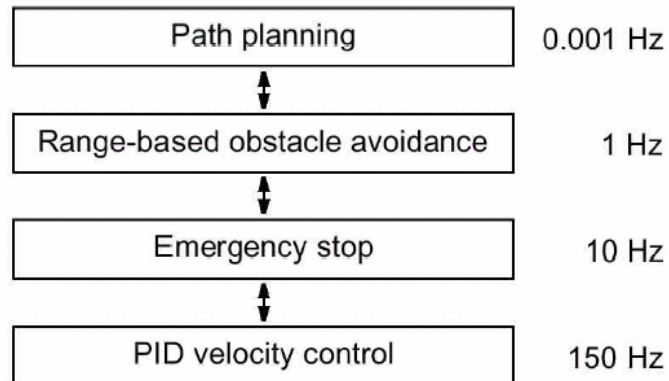 Path planning 0.001 Hz
Range-based obstacle avoidance 1 Hz
Emergency stop 10 Hz
PID velocity control 150 Hz